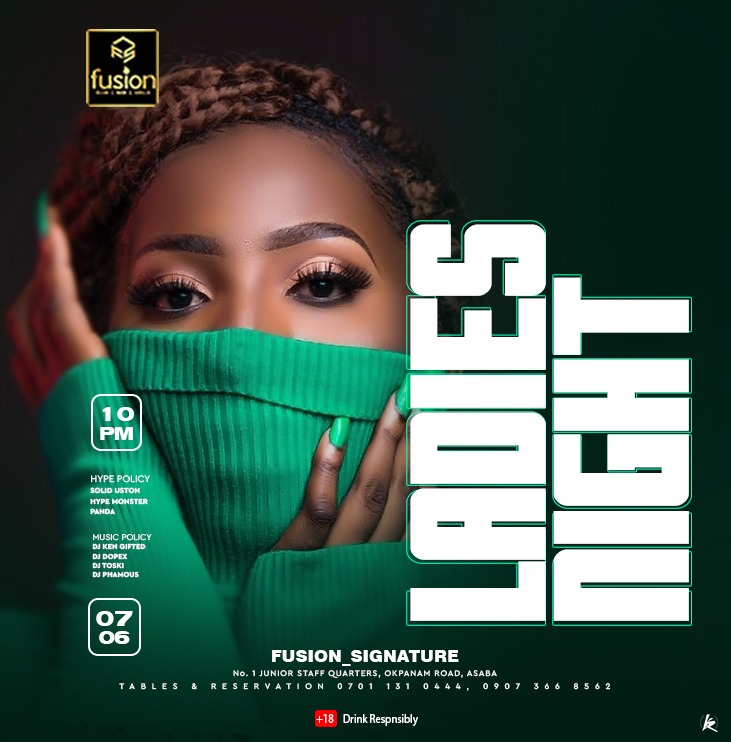 fusion
LADIES
NIGHT
10
PM
HYPE POLICY
SOLID USTON
HYPE MONSTER
PANDA
MUSIC POLICY
DJ KEN GIFTED
DJ DOPEX
DJ TOSKI
DJ PHAMOUS
07
06
FUSION_SIGNATURE
No. 1 JUNIOR STAFF QUARTERS, OKPANAM ROAD, ASABA
TABLES & RESERVATION 0701 131 0444, 0907 366 8562
+18 Drink Respnsibly